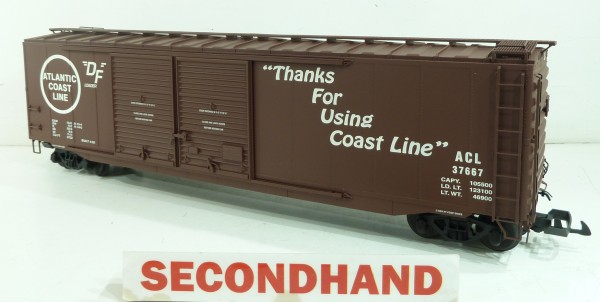 ATLANTIC
COAST
LINE
DF
"Thanks
For
Using
Coast Line"
ACL
37667
CAPY. 105800
LD. LT. 123100
LT. WT. 46900
SECONDHAND